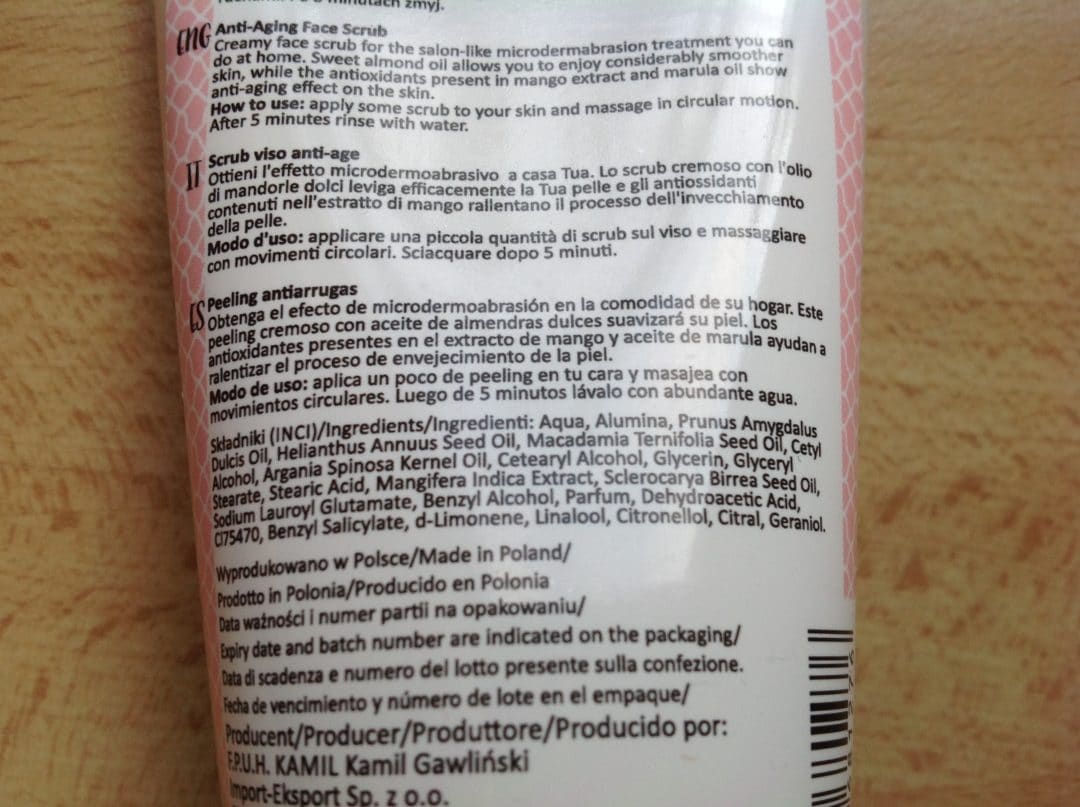 minutach zmyj.
ENG Anti-Aging Face Scrub
Creamy face scrub for the salon-like microdermabrasion treatment you can
do at home. Sweet almond oil allows you to enjoy considerably smoother
skin, while the antioxidants present in mango extract and marula oil show
anti-aging effect on the skin.
How to use: apply some scrub to your skin and massage in circular motion.
After 5 minutes rinse with water.
IT Scrub viso anti-age
Ottieni l'effetto microdermoabrasivo a casa Tua. Lo scrub cremoso con l'olio
di mandorle dolci leviga efficacemente la Tua pelle e gli antiossidanti
contenuti nell'estratto di mango rallentano il processo dell'invecchiamento
della pelle.
Modo d'uso: applicare una piccola quantità di scrub sul viso e massaggiare
con movimenti circolari. Sciacquare dopo 5 minuti.
ES Peeling antiarrugas
Obtenga el efecto de microdermoabrasión en la comodidad de su hogar. Este
peeling cremoso con aceite de almendras dulces suavizará su piel. Los
antioxidantes presentes en el extracto de mango y aceite de marula ayudan a
ralentizar el proceso de envejecimiento de la piel.
Modo de uso: aplica un poco de peeling en tu cara y masajea con
movimientos circulares. Luego de 5 minutos lávalo con abundante agua.
Składniki (INCI)/Ingredients/Ingredienti: Aqua, Alumina, Prunus Amygdalus
Dulcis Oil, Helianthus Annuus Seed Oil, Macadamia Ternifolia Seed Oil, Cetyl
Alcohol, Argania Spinosa Kernel Oil, Cetearyl Alcohol, Glycerin, Glyceryl
Stearate, Stearic Acid, Mangifera Indica Extract, Sclerocarya Birrea Seed Oil,
Sodium Lauroyl Glutamate, Benzyl Alcohol, Parfum, Dehydroacetic Acid,
CI75470, Benzyl Salicylate, d-Limonene, Linalool, Citronellol, Citral, Geraniol.
Wyprodukowano w Polsce/Made in Poland/
Prodotto in Polonia/Producido en Polonia
Data ważności i numer partii na opakowaniu/
Expiry date and batch number are indicated on the packaging/
Data di scadenza e numero del lotto presente sulla confezione.
Fecha de vencimiento y número de lote en el empaque/
Producent/Producer/Produttore/Producido por:
F.P.U.H. KAMIL Kamil Gawliński
Import-Eksport Sp. z o.o.